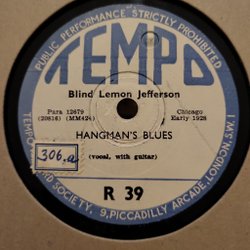 PUBLIC PERFORMANCE STRICTLY PROHIBITED
TEMPO
Blind Lemon Jefferson
Para 12679 Chicago
(20816) (MM424) Early 1928
HANGMAN'S BLUES
306.a
(vocal, with guitar)
R 39
TEMPO SOCIETY, 9, PICCADILLY ARCADE, LONDON, S.W.1